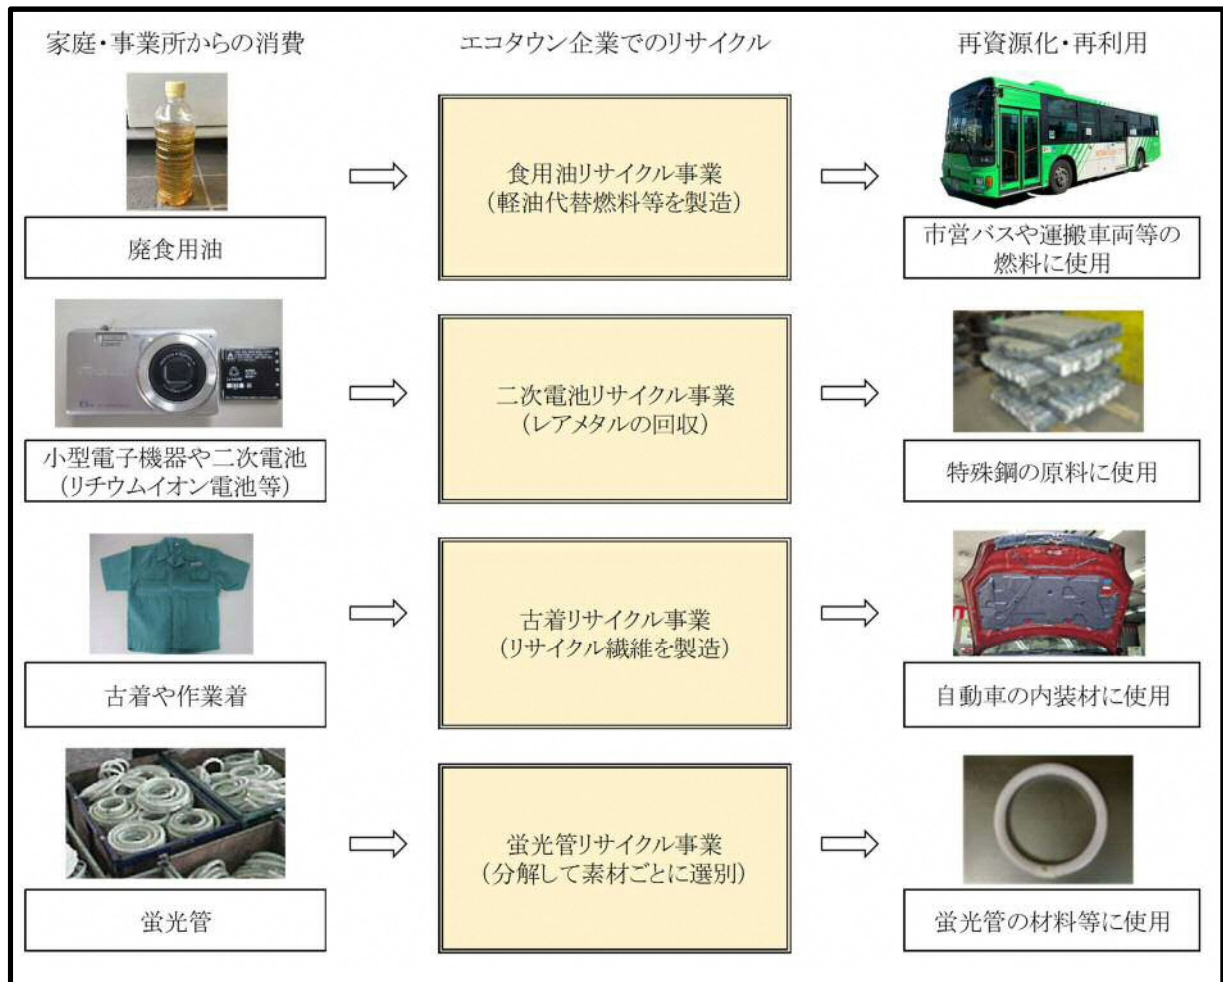 家庭・事業所からの消費
エコタウン企業でのリサイクル
再資源化・再利用
廃食用油
食用油リサイクル事業
(軽油代替燃料等を製造)
市営バスや運搬車両等の
燃料に使用
小型電子機器や二次電池
(リチウムイオン電池等)
二次電池リサイクル事業
(レアメタルの回収)
特殊鋼の原料に使用
古着や作業着
古着リサイクル事業
(リサイクル繊維を製造)
自動車の内装材に使用
蛍光管
蛍光管リサイクル事業
(分解して素材ごとに選別)
蛍光管の材料等に使用